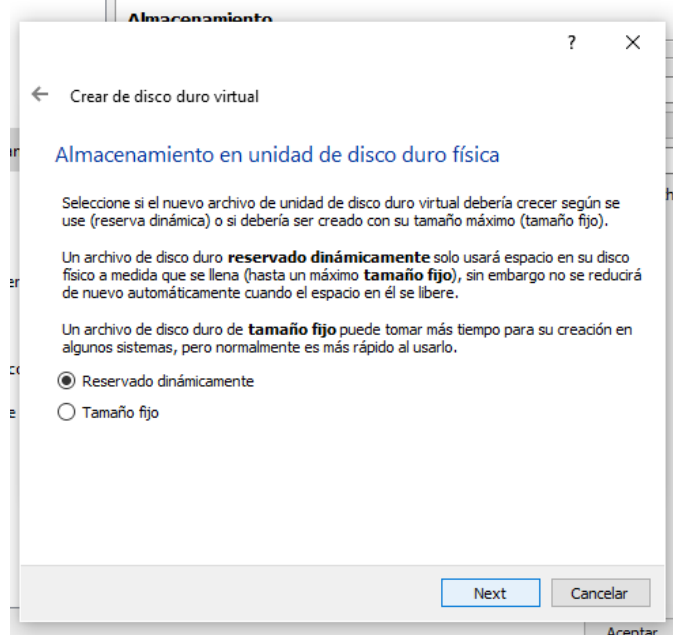 Almacenamiento
?
Crear de disco duro virtual
Almacenamiento en unidad de disco duro física
Seleccione si el nuevo archivo de unidad de disco duro virtual debería crecer según se
use (reserva dinámica) o si debería ser creado con su tamaño máximo (tamaño fijo).
Un archivo de disco duro reservado dinámicamente solo usará espacio en su disco
físico a medida que se llena (hasta un máximo tamaño fijo), sin embargo no se reducirá
de nuevo automáticamente cuando el espacio en él se libere.
Un archivo de disco duro de tamaño fijo puede tomar más tiempo para su creación en
algunos sistemas, pero normalmente es más rápido al usarlo.
Reservado dinámicamente
Tamaño fijo
Next Cancelar
Aceptar